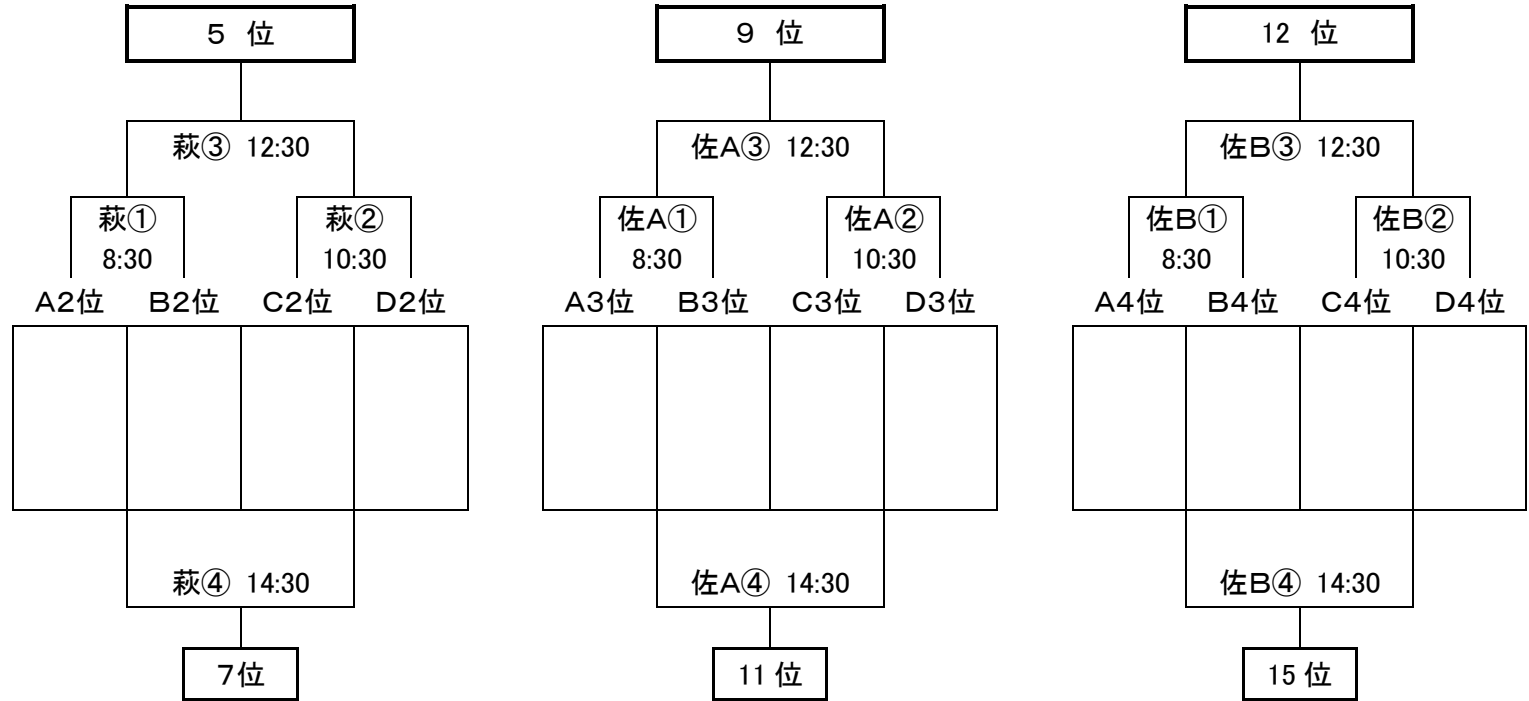 ５ 位
９ 位
12 位
萩③ 12:30
佐Ａ③ 12:30
佐Ｂ③ 12:30
萩①
萩②
佐Ａ①
佐Ａ②
佐Ｂ①
佐Ｂ②
8:30
10:30
8:30
10:30
8:30
10:30
Ａ２位 Ｂ２位 Ｃ２位 Ｄ２位
Ａ３位 Ｂ３位 Ｃ３位 Ｄ３位
Ａ４位 Ｂ４位 Ｃ４位 Ｄ４位
萩④ 14:30
佐Ａ④ 14:30
佐Ｂ④ 14:30
７位
11 位
15 位